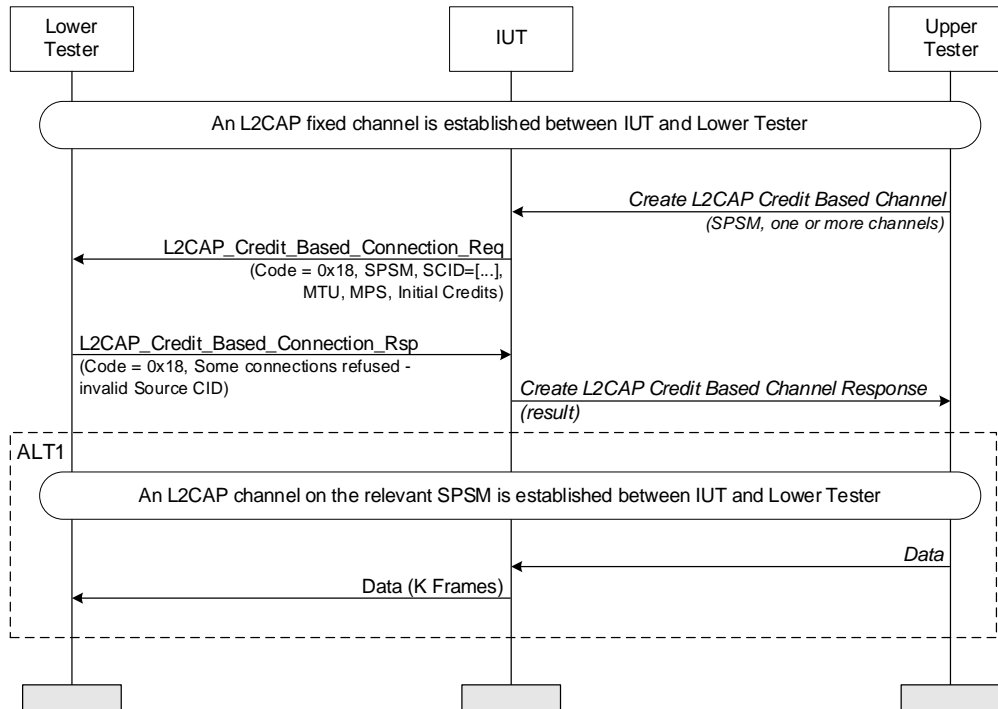 Lower
Tester
IUT
Upper
Tester
An L2CAP fixed channel is established between IUT and Lower Tester
Create L2CAP Credit Based Channel
(SPSM, one or more channels)
L2CAP_Credit_Based_Connection_Req
(Code = 0x18, SPSM, SCID=[...],
MTU, MPS, Initial Credits)
L2CAP_Credit_Based_Connection_Rsp
(Code = 0x18, Some connections refused -
invalid Source CID)
Create L2CAP Credit Based Channel Response
(result)
ALT1
An L2CAP channel on the relevant SPSM is established between IUT and Lower Tester
Data
Data (K Frames)